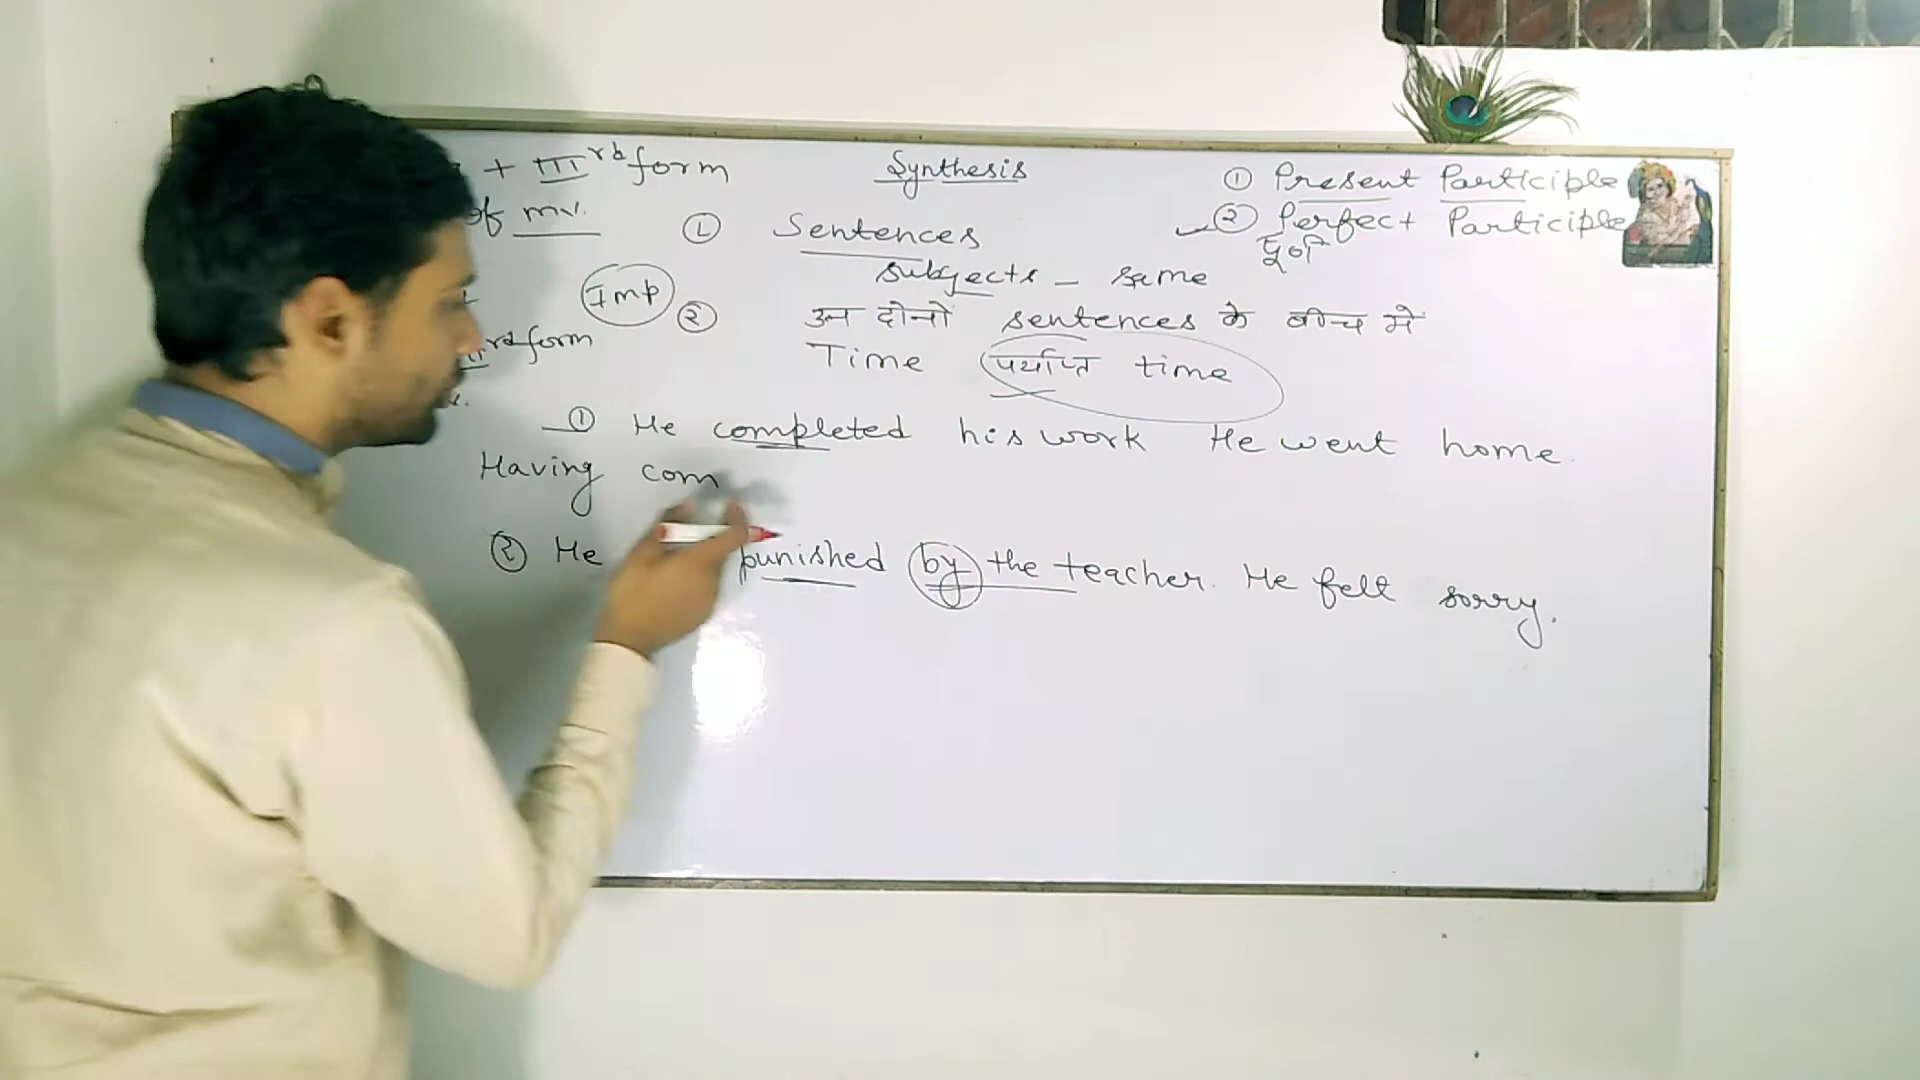 + IIIrd form
of mv.
Imp
rd form
Synthesis
① Sentences
subjects – same
② उन दोनो sentences के बीच मे
Time पर्याप्त time
① Present Participle
② Perfect Participle
पूर्ण
① He completed his work He went home.
Having com
② He punished by the teacher. He felt sorry.